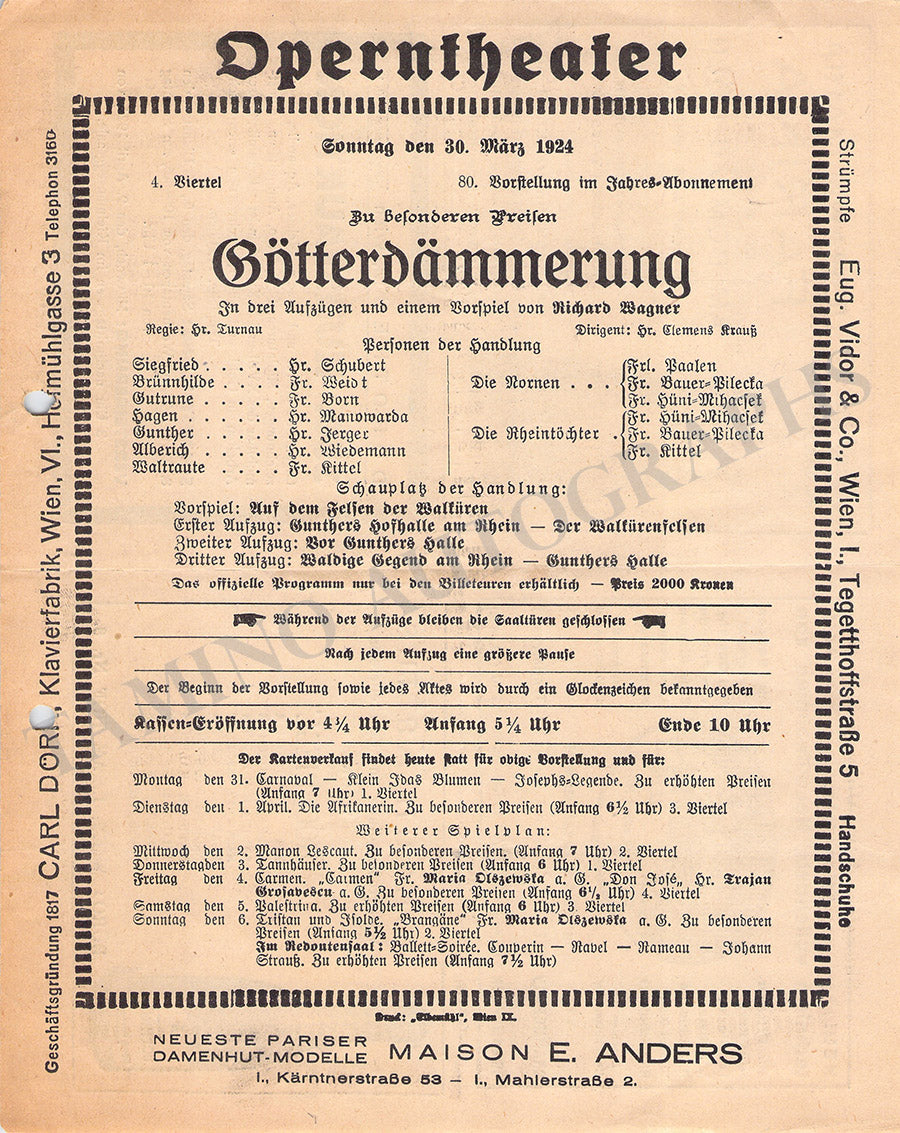 Operntheater
Sonntag den 30. März 1924
4. Viertel 80. Vorstellung im Jahres-Abonnement
Zu besonderen Preisen
Götterdämmerung
In drei Aufzügen und einem Vorspiel von Richard Wagner
Regie: Hr. Turnau Dirigent: Hr. Clemens Krauß
Personen der Handlung
Siegfried . . . . . Hr. Schubert
Brünnhilde . . . . Fr. Weidt
Gutrune . . . . . Fr. Born
Hagen . . . . . . Hr. Manowarda
Gunther . . . . . Hr. Jerger
Alberich . . . . . Hr. Wiedemann
Waltraute . . . . Fr. Kittel
Die Nornen . . . Frl. Paalen
Fr. Bauer-Pilecka
Fr. Hüni-Mihacsek
Die Rheintöchter . Fr. Hüni-Mihacsek
Fr. Bauer-Pilecka
Fr. Kittel
Schauplatz der Handlung:
Vorspiel: Auf dem Felsen der Walküren
Erster Aufzug: Gunthers Hofhalle am Rhein — Der Walkürenfelsen
Zweiter Aufzug: Vor Gunthers Halle
Dritter Aufzug: Waldige Gegend am Rhein — Gunthers Halle
Das offizielle Programm nur bei den Billeteuren erhältlich — Preis 2000 Kronen
Während der Aufzüge bleiben die Saaltüren geschlossen
Nach jedem Aufzug eine größere Pause
Der Beginn der Vorstellung sowie jedes Aktes wird durch ein Glockenzeichen bekanntgegeben
Kassen-Eröffnung vor 4¼ Uhr Anfang 5¼ Uhr Ende 10 Uhr
Der Kartenverkauf findet heute statt für obige Vorstellung und für:
Montag den 31. Carnaval — Klein Idas Blumen — Josephs-Legende. Zu erhöhten Preisen
(Anfang 7 Uhr) 1. Viertel
Dienstag den 1. April. Die Afrikanerin. Zu besonderen Preisen (Anfang 6½ Uhr) 3. Viertel
Weiterer Spielplan:
Mittwoch den 2. Manon Lescaut. Zu besonderen Preisen. (Anfang 7 Uhr) 2. Viertel
Donnerstag den 3. Tannhäuser. Zu besonderen Preisen (Anfang 6 Uhr) 1. Viertel
Freitag den 4. Carmen. „Carmen" Fr. Maria Olszewska a. G. „Don José„ Hr. Trajan
Grosavescu a. G. Zu besonderen Preisen (Anfang 6½ Uhr) 4. Viertel
Samstag den 5. Palestrina. Zu erhöhten Preisen (Anfang 6 Uhr) 3. Viertel
Sonntag den 6. Tristan und Isolde. „Brangäne" Fr. Maria Olszewska a. G. Zu besonderen
Preisen (Anfang 5½ Uhr) 2. Viertel
Im Redoutensaal: Ballett-Soirée. Couperin — Ravel — Rameau — Johann
Strauß. Zu erhöhten Preisen (Anfang 7½ Uhr)
Druck: „Elbemühl", Wien IX.
NEUESTE PARISER
DAMENHUT-MODELLE MAISON E. ANDERS
I., Kärntnerstraße 53 — I., Mahlerstraße 2.
Geschäftsgründung 1817 CARL DÖRR, Klavierfabrik, Wien, VI., Hofmühlgasse 3 Telephon 3160
Strümpfe Eug. Vidor & Co., Wien, I., Tegetthoffstraße 5 Handschuhe
TAMINO AUTOGRAPHS